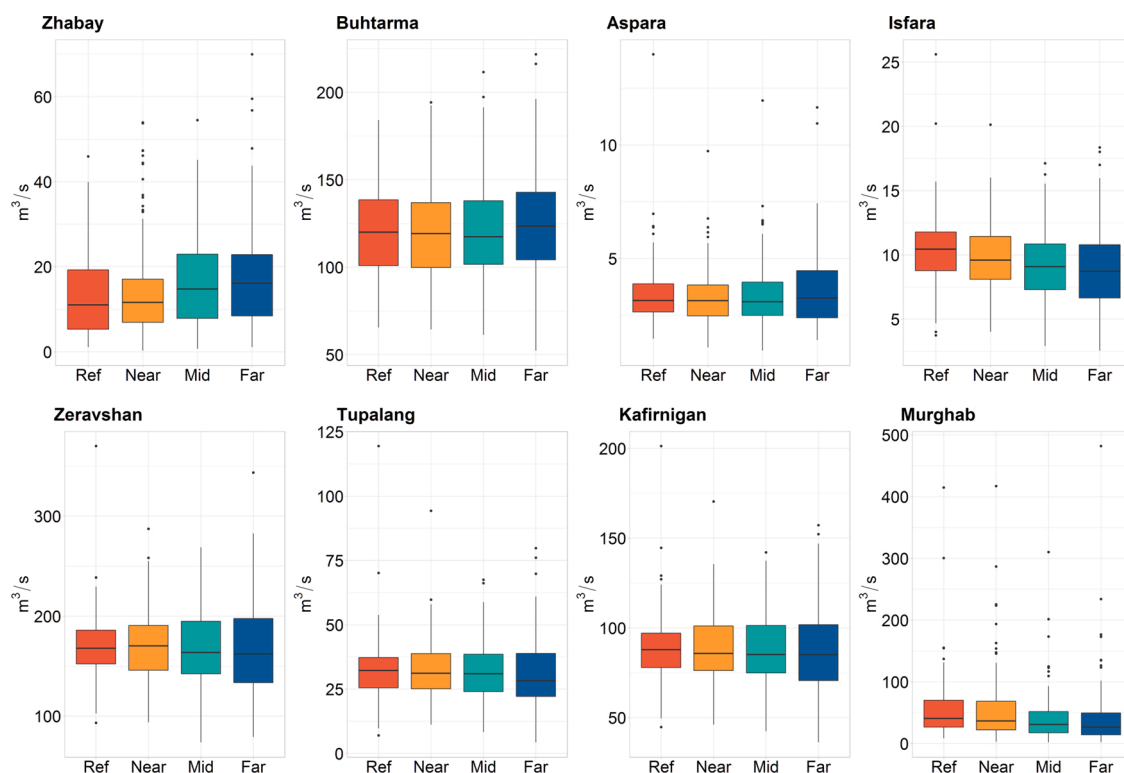 Zhabay
Buhtarma
Aspara
Isfara
m³/s
60
40
20
0
Ref Near Mid Far
m³/s
200
150
100
50
Ref Near Mid Far
m³/s
10
5
Ref Near Mid Far
m³/s
25
20
15
10
5
Ref Near Mid Far
Zeravshan
Tupalang
Kafirnigan
Murghab
m³/s
300
200
100
Ref Near Mid Far
m³/s
125
100
75
50
25
0
Ref Near Mid Far
m³/s
200
150
100
50
Ref Near Mid Far
m³/s
500
400
300
200
100
0
Ref Near Mid Far